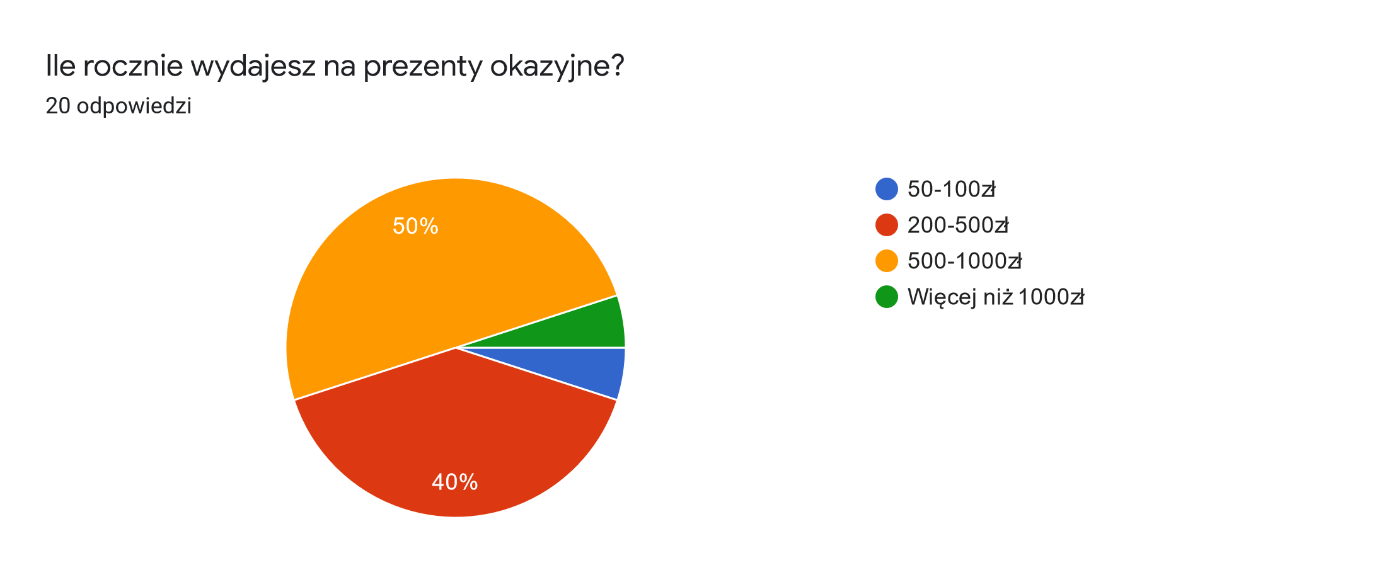 Ile rocznie wydajesz na prezenty okazyjne?
20 odpowiedzi
50-100zł
200-500zł
500-1000zł
Więcej niż 1000zł
50%
40%